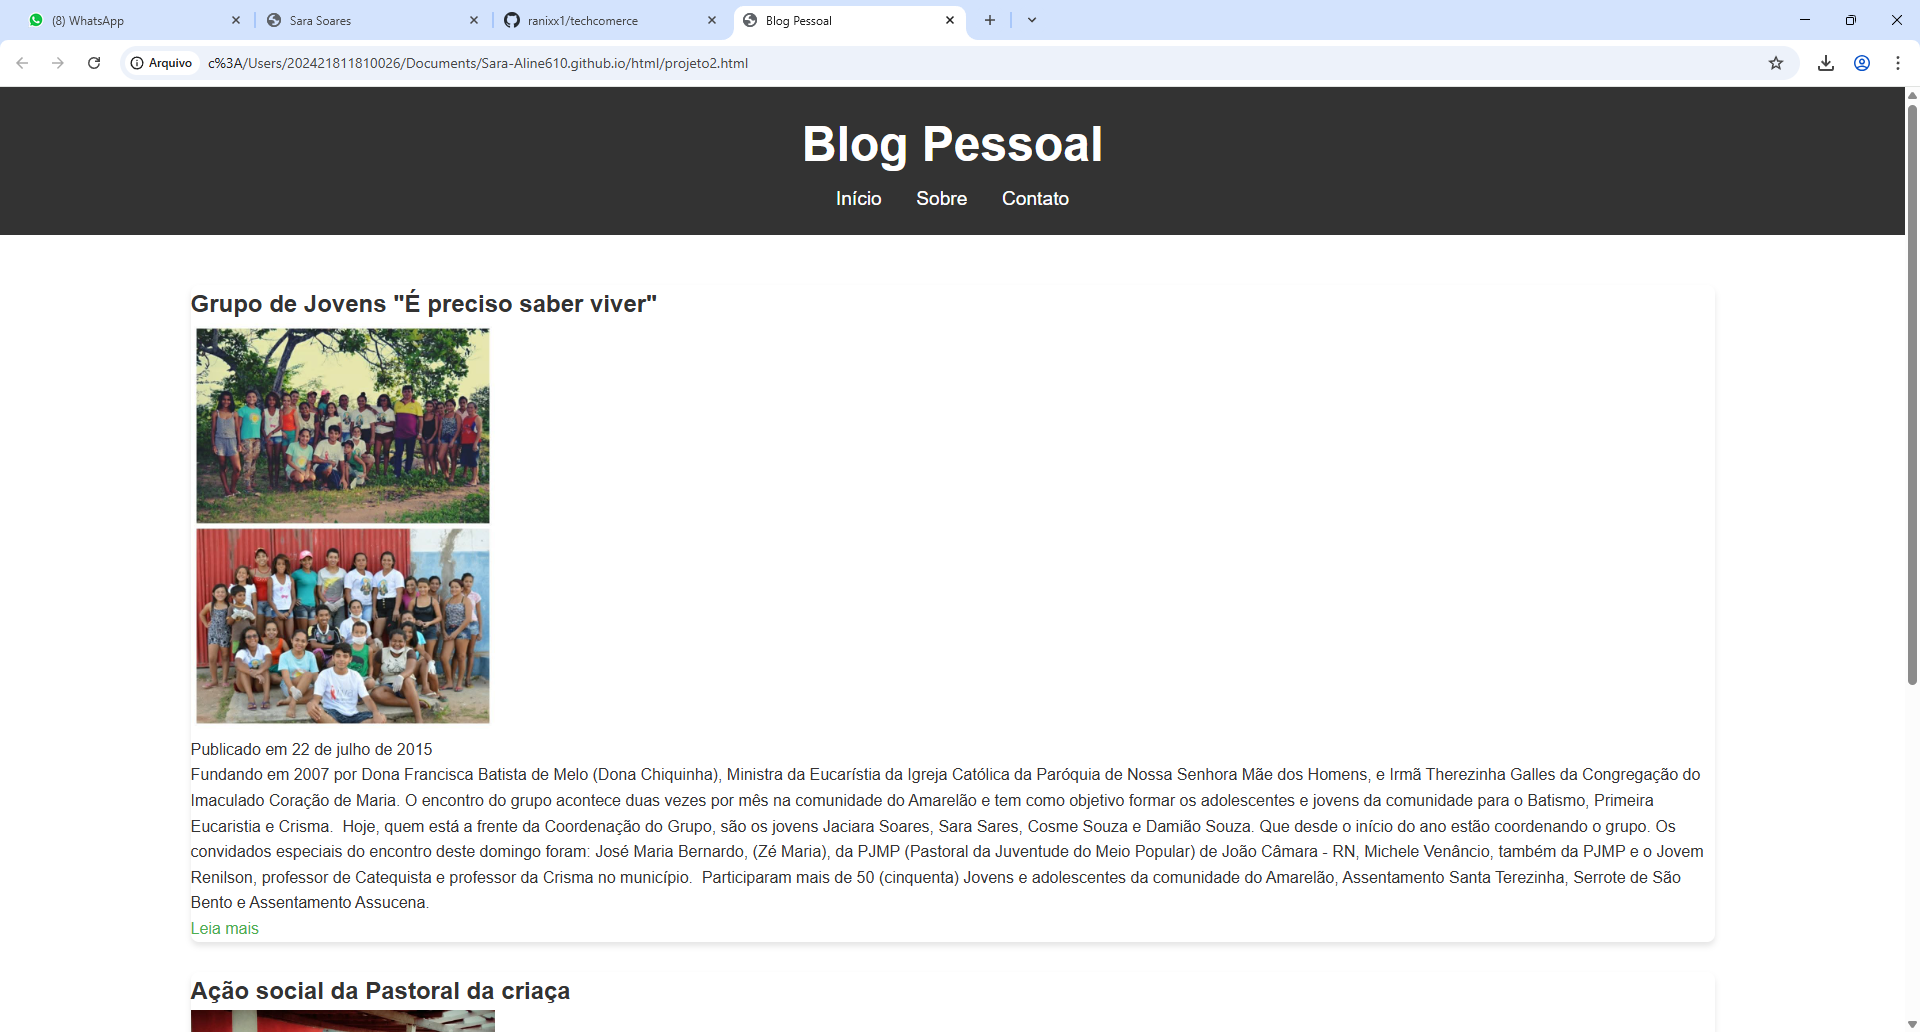 (8) WhatsApp
Sara Soares
ranixx1/techcomerce
Blog Pessoal
Arquivo
c%3A/Users/202421811810026/Documents/Sara-Aline610.github.io/html/projeto2.html
Blog Pessoal
Início Sobre Contato
Grupo de Jovens "É preciso saber viver"
Publicado em 22 de julho de 2015
Fundando em 2007 por Dona Francisca Batista de Melo (Dona Chiquinha), Ministra da Eucarístia da Igreja Católica da Paróquia de Nossa Senhora Mãe dos Homens, e Irmã Therezinha Galles da Congregação do
Imaculado Coração de Maria. O encontro do grupo acontece duas vezes por mês na comunidade do Amarelão e tem como objetivo formar os adolescentes e jovens da comunidade para o Batismo, Primeira
Eucaristia e Crisma.  Hoje, quem está a frente da Coordenação do Grupo, são os jovens Jaciara Soares, Sara Sares, Cosme Souza e Damião Souza. Que desde o início do ano estão coordenando o grupo. Os
convidados especiais do encontro deste domingo foram: José Maria Bernardo, (Zé Maria), da PJMP (Pastoral da Juventude do Meio Popular) de João Câmara - RN, Michele Venâncio, também da PJMP e o Jovem
Renilson, professor de Catequista e professor da Crisma no município.  Participaram mais de 50 (cinquenta) Jovens e adolescentes da comunidade do Amarelão, Assentamento Santa Terezinha, Serrote de São
Bento e Assentamento Assucena.
Leia mais
Ação social da Pastoral da criaça